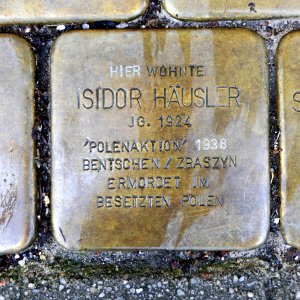 HIER WOHNTE
ISIDOR HÄUSLER
JG. 1924
'POLENAKTION' 1938
BENTSCHEN / ZBASZYN
ERMORDET IM
BESETZTEN POLEN